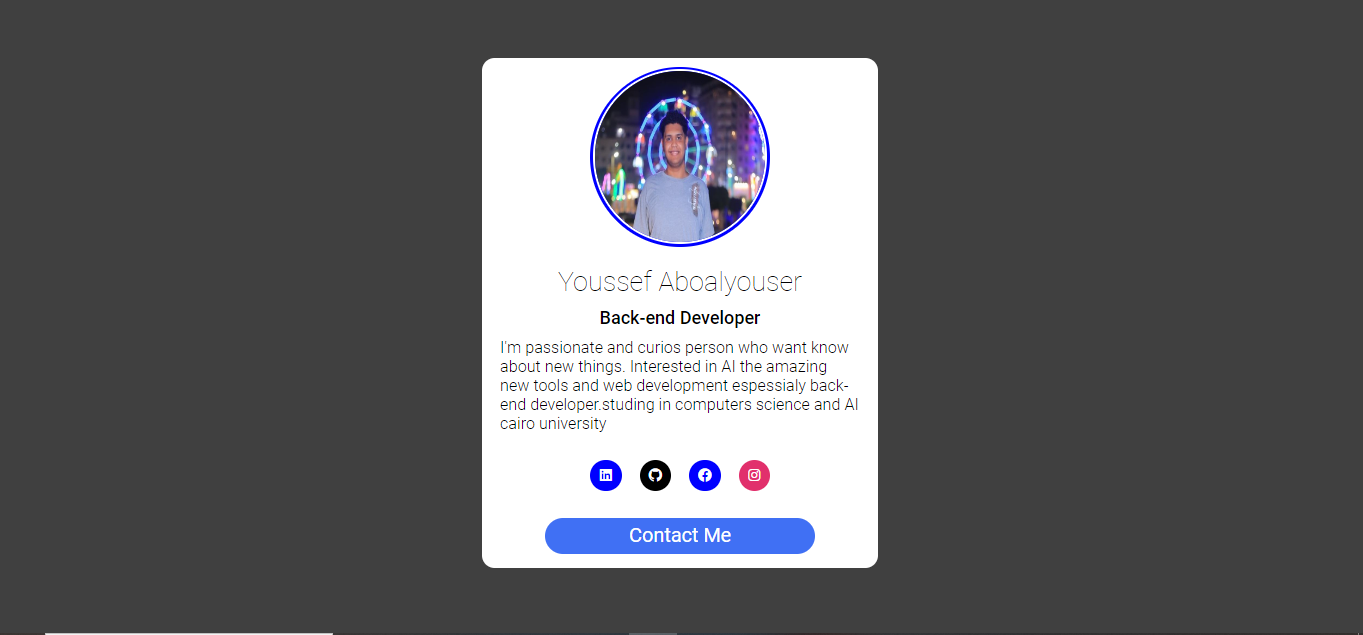 Youssef Aboalyouser
Back-end Developer
I'm passionate and curios person who want know
about new things. Interested in AI the amazing
new tools and web development espessialy back-
end developer.studing in computers science and AI
cairo university
in
Contact Me